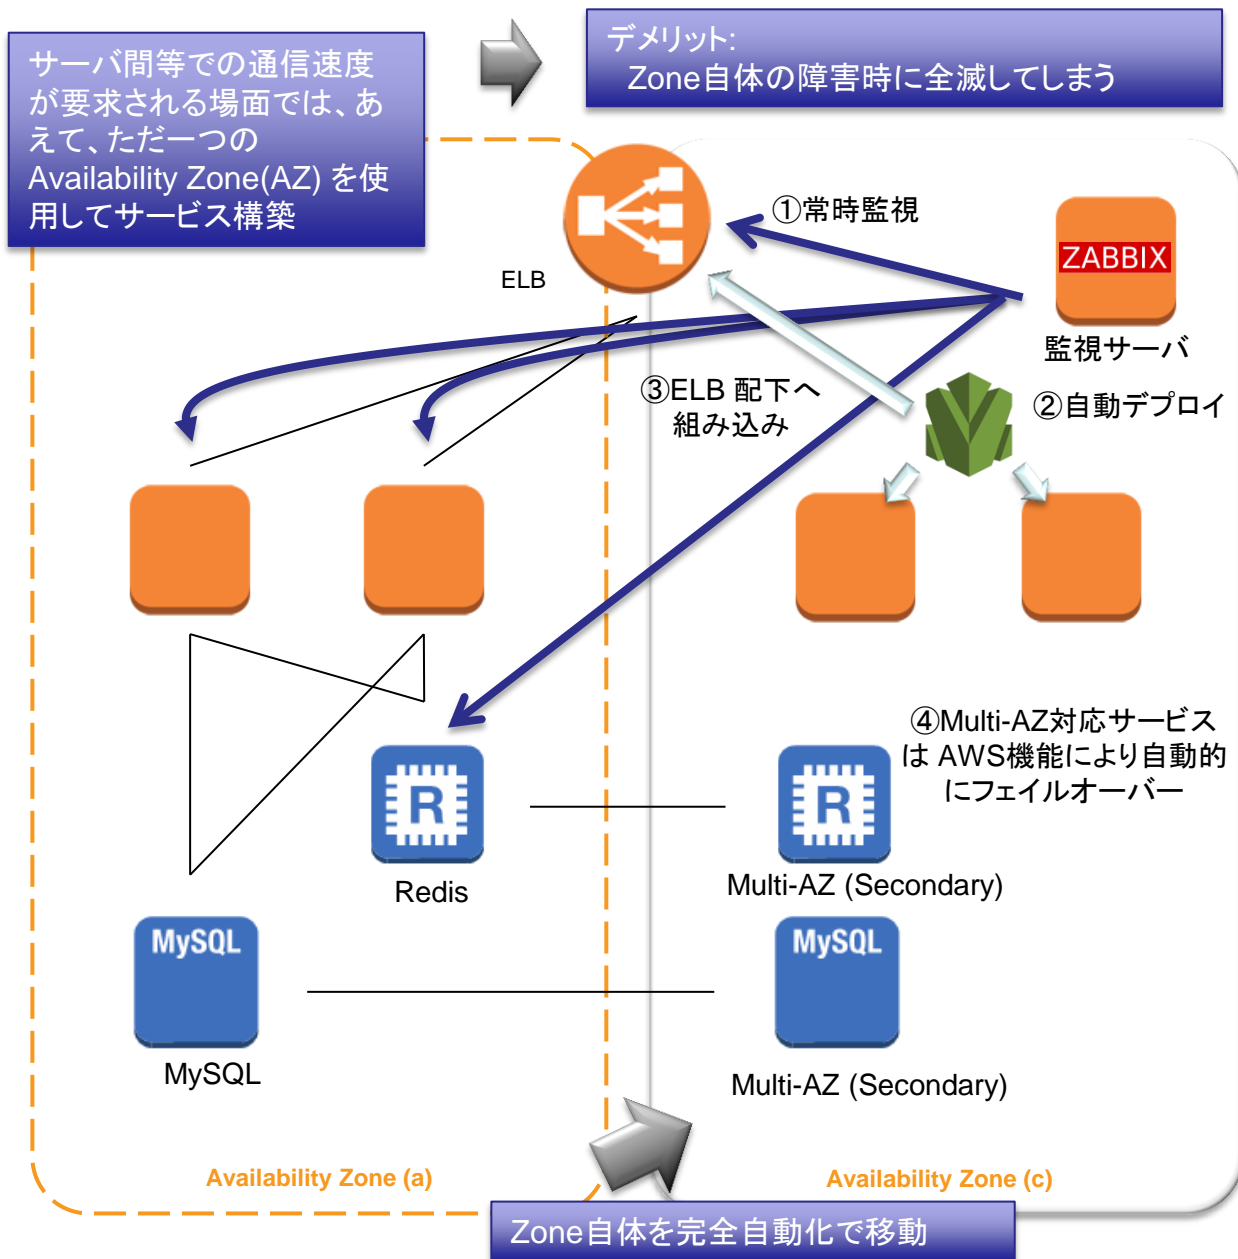 サーバ間等での通信速度
が要求される場面では、あ
えて、ただ一つの
Availability Zone(AZ) を使
用してサービス構築
デメリット:
Zone自体の障害時に全滅してしまう
①常時監視
ZABBIX
監視サーバ
ELB
③ELB 配下へ
組み込み
②自動デプロイ
④Multi-AZ対応サービス
は AWS機能により自動的
にフェイルオーバー
R
R
Redis
Multi-AZ (Secondary)
MySQL
MySQL
MySQL
Multi-AZ (Secondary)
Availability Zone (a)
Availability Zone (c)
Zone自体を完全自動化で移動